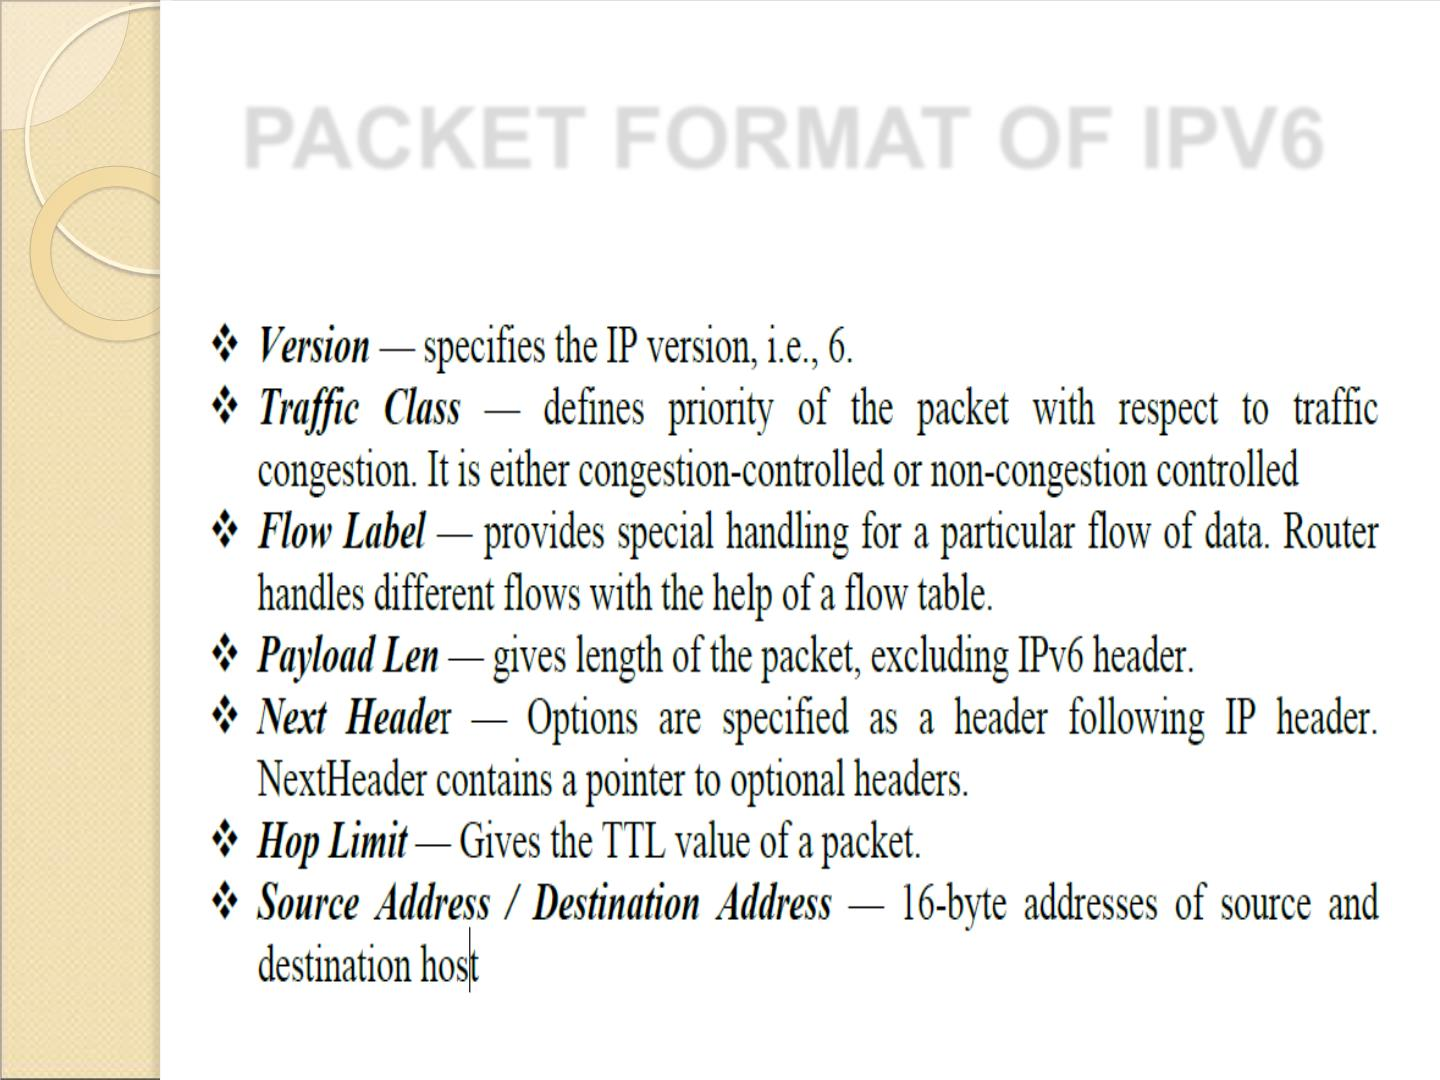 PACKET FORMAT OF IPV6
❖ Version — specifies the IP version, i.e., 6.
❖ Traffic Class — defines priority of the packet with respect to traffic
congestion. It is either congestion-controlled or non-congestion controlled
❖ Flow Label — provides special handling for a particular flow of data. Router
handles different flows with the help of a flow table.
❖ Payload Len — gives length of the packet, excluding IPv6 header.
❖ Next Header — Options are specified as a header following IP header.
NextHeader contains a pointer to optional headers.
❖ Hop Limit — Gives the TTL value of a packet.
❖ Source Address / Destination Address — 16-byte addresses of source and
destination host